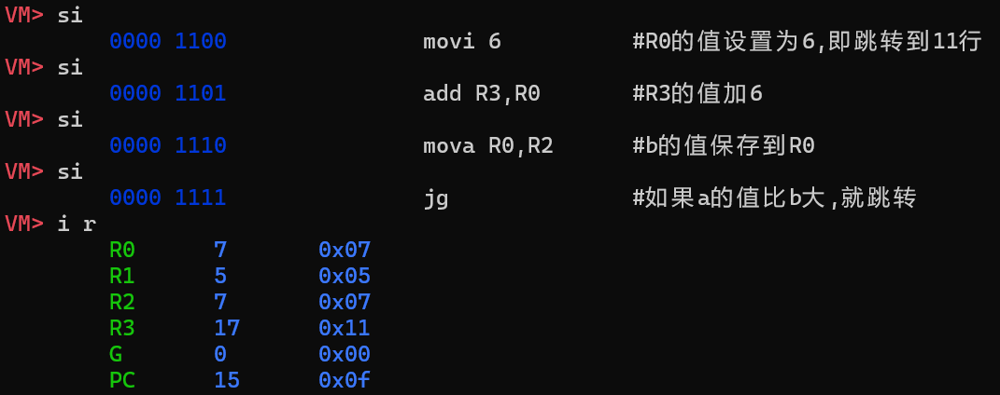 VM> si
0000 1100 movi 6 #R0的值设置为6,即跳转到11行
VM> si
0000 1101 add R3,R0 #R3的值加6
VM> si
0000 1110 mova R0,R2 #b的值保存到R0
VM> si
0000 1111 jg #如果a的值比b大,就跳转
VM> i r
R0 7 0x07
R1 5 0x05
R2 7 0x07
R3 17 0x11
G 0 0x00
PC 15 0x0f